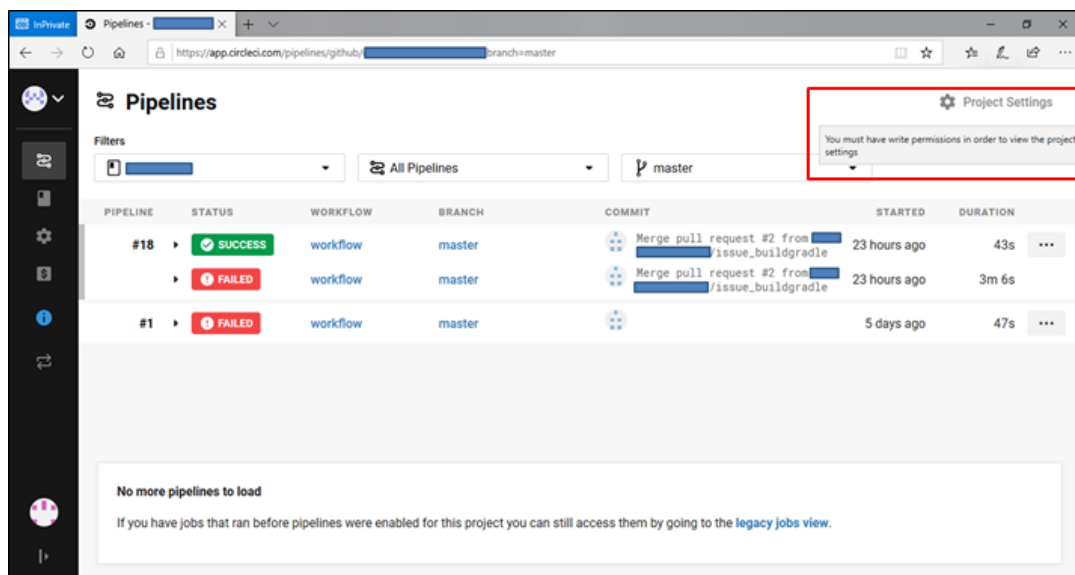 InPrivate
Pipelines -
https://app.circleci.com/pipelines/github/ branch=master
Pipelines
Project Settings
You must have write permissions in order to view the project
settings
Filters
All Pipelines
master
PIPELINE STATUS WORKFLOW BRANCH COMMIT STARTED DURATION
#18 SUCCESS workflow master Merge pull request #2 from 23 hours ago 43s
/issue_buildgradle
FAILED workflow master Merge pull request #2 from 23 hours ago 3m 6s
/issue_buildgradle
#1 FAILED workflow master 5 days ago 47s
No more pipelines to load
If you have jobs that ran before pipelines were enabled for this project you can still access them by going to the legacy jobs view.